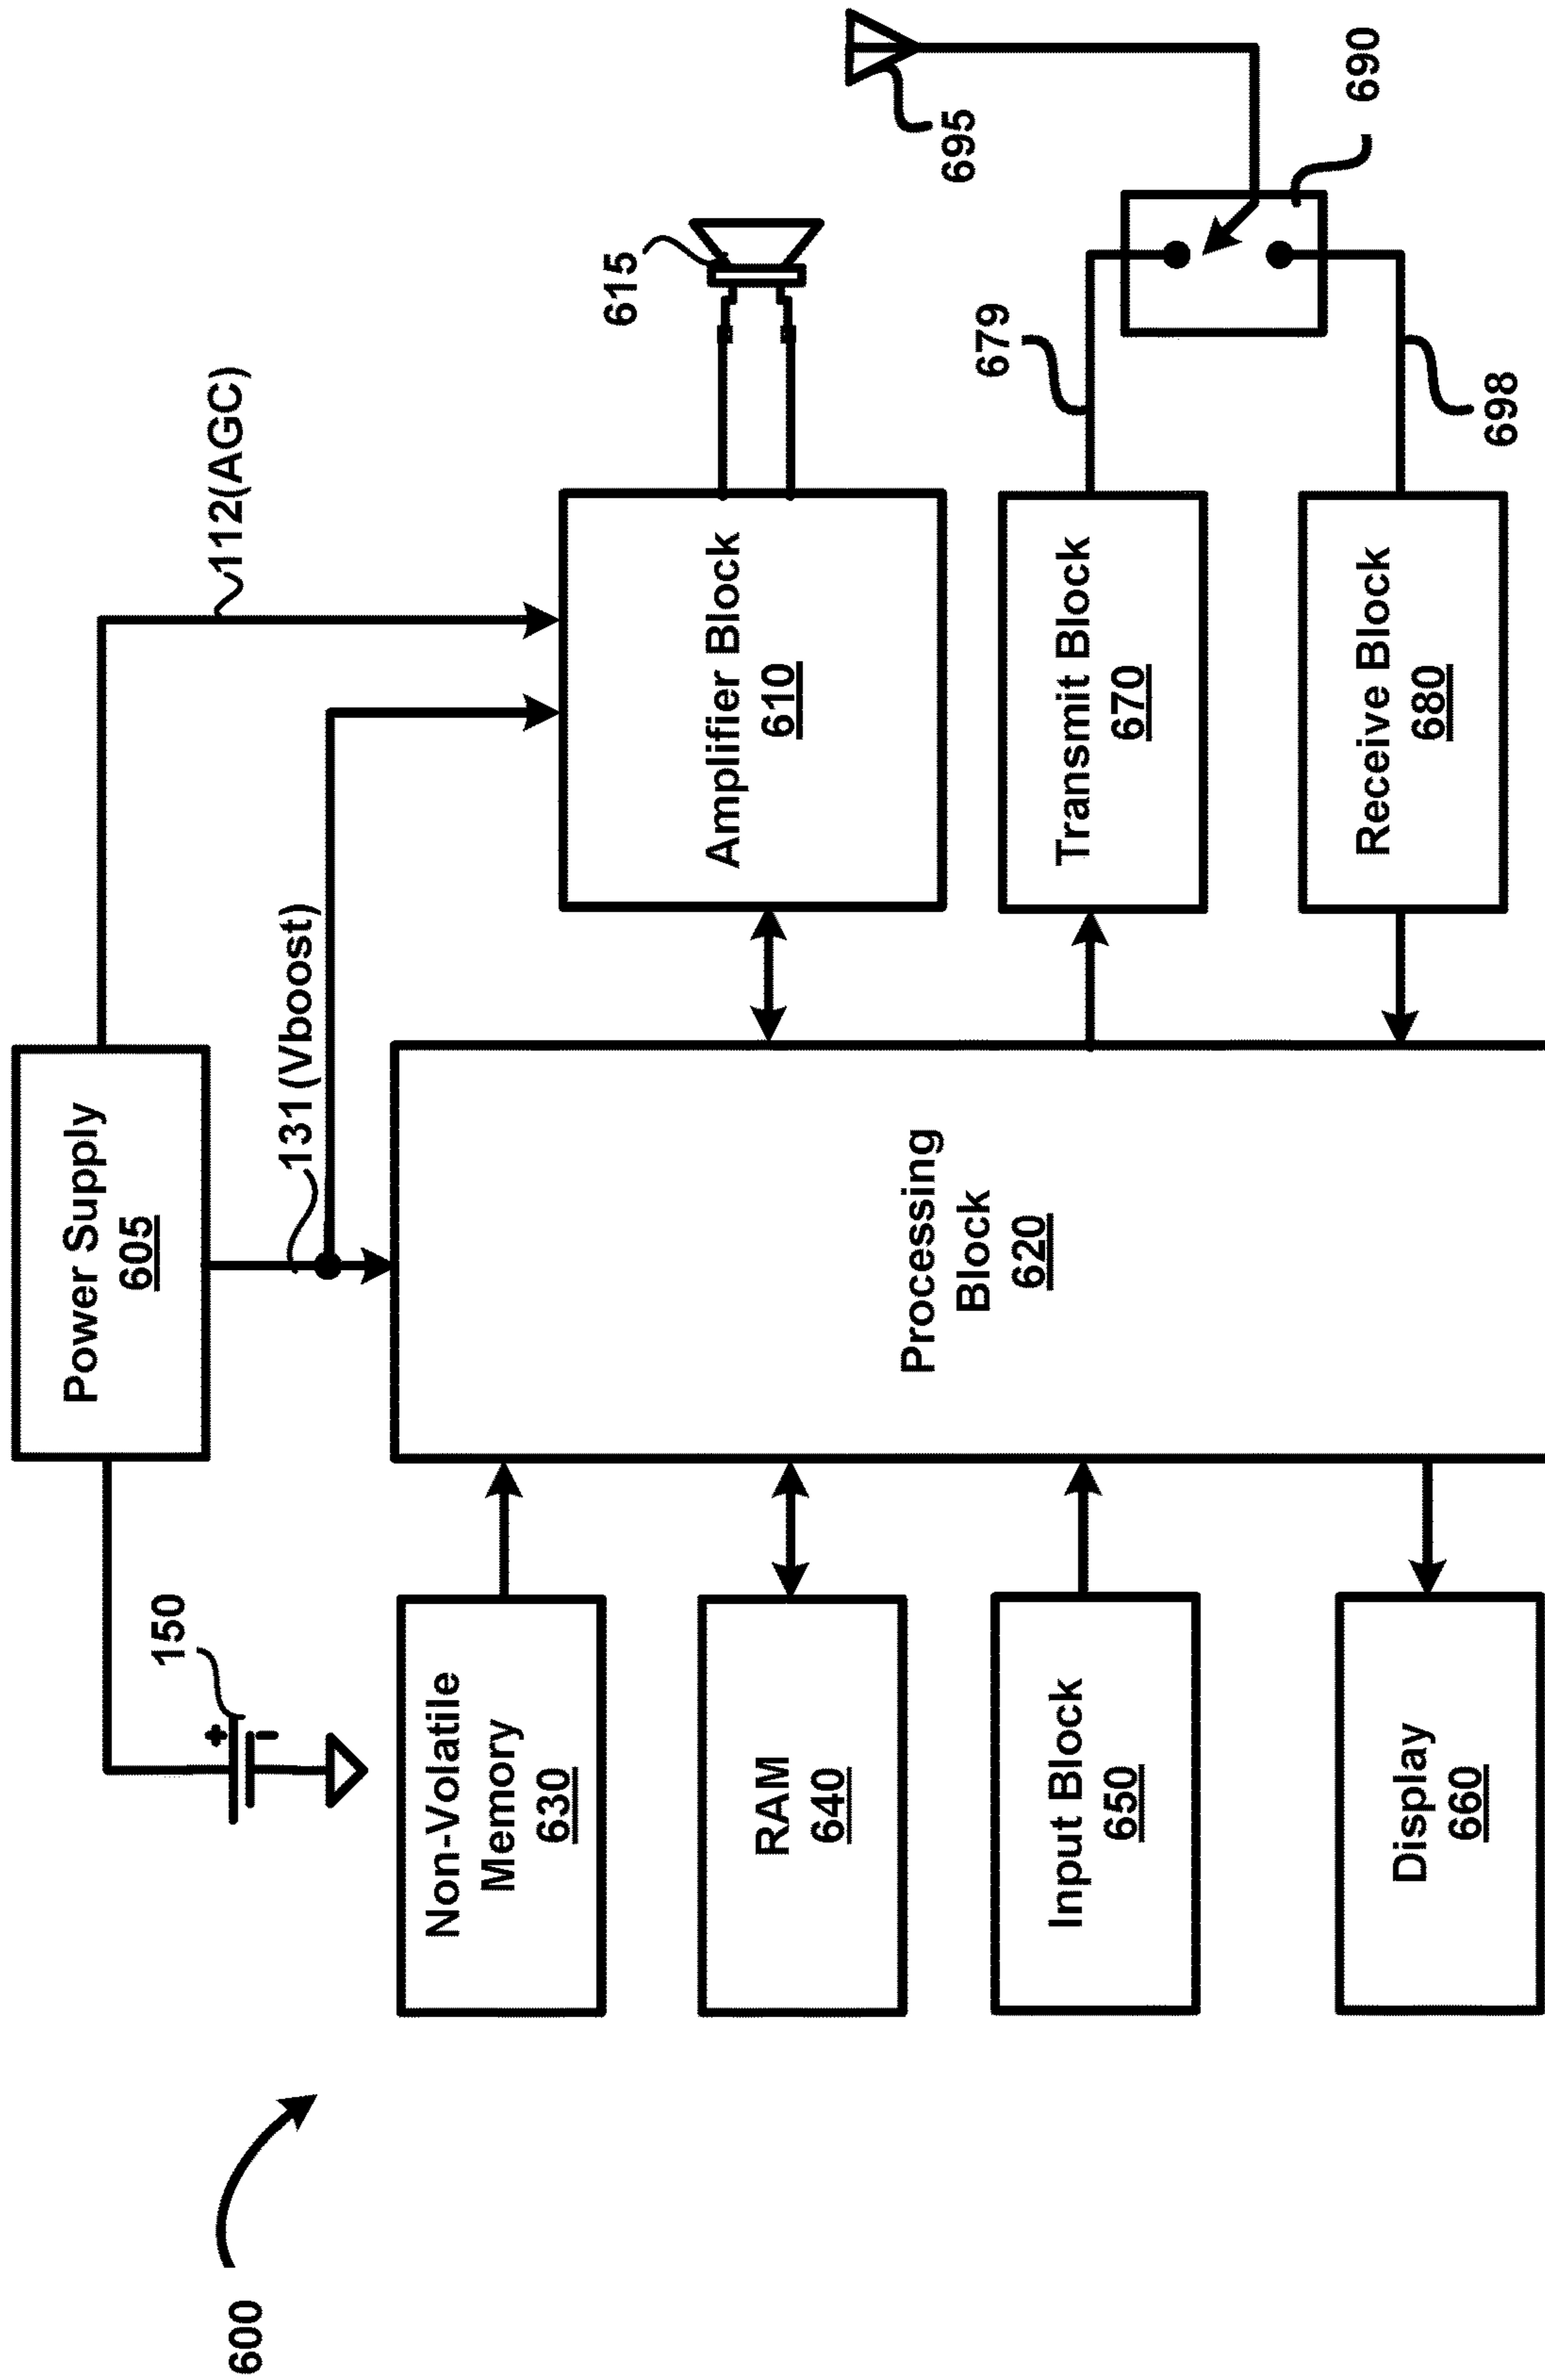 600
150
Power Supply
605
131(Vboost)
112(AGC)
Non-Volatile
Memory
630
RAM
640
Input Block
650
Display
660
Processing
Block
620
Amplifier Block
610
615
Transmit Block
670
679
Receive Block
680
698
695
690
+
-